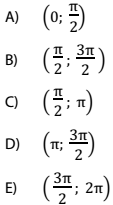 A) (0; π/2)
B) (π/2; 3π/2)
C) (π/2; π)
D) (π; 3π/2)
E) (3π/2; 2π)